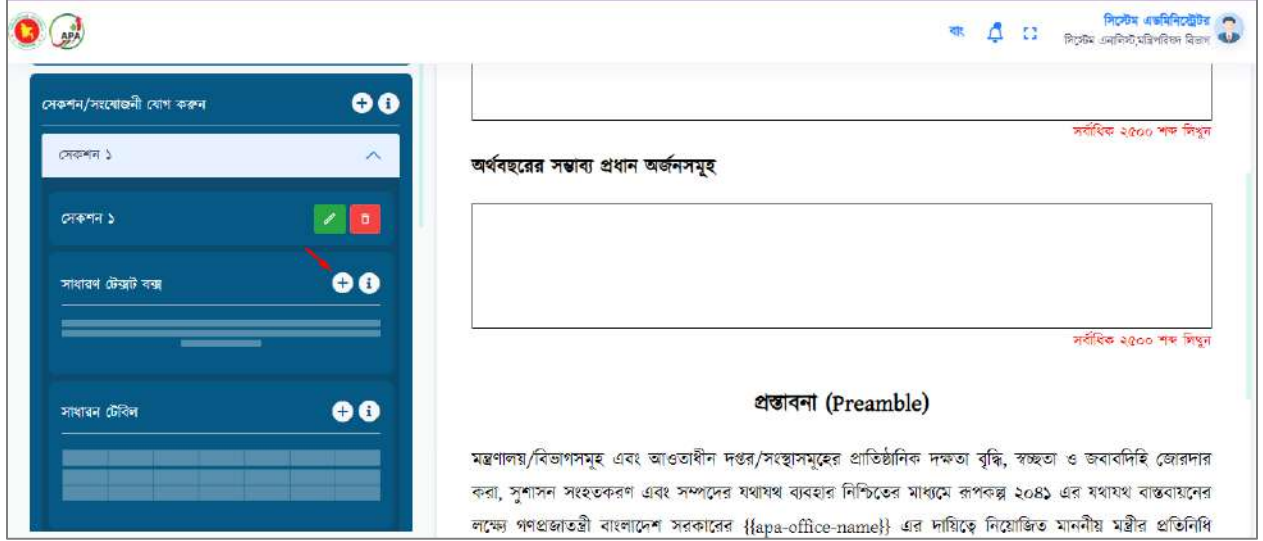 APA
বাং
সিস্টেম এডমিনিস্ট্রেটর
সিস্টেম এনালিস্ট,মন্ত্রিপরিষদ বিভাগ
সেকশন/সংযোজনী যোগ করুন
সেকশন ১
সেকশন ১
সাধারণ টেক্সট বক্স
সাধারন টেবিল
সর্বাধিক ২৫০০ শব্দ লিখুন
অর্থবছরের সম্ভাব্য প্রধান অর্জনসমূহ
সর্বাধিক ২৫০০ শব্দ লিখুন
প্রস্তাবনা (Preamble)
মন্ত্রণালয়/বিভাগসমূহ এবং আওতাধীন দপ্তর/সংস্থাসমূহের প্রাতিষ্ঠানিক দক্ষতা বৃদ্ধি, স্বচ্ছতা ও জবাবদিহি জোরদার
করা, সুশাসন সংহতকরণ এবং সম্পদের যথাযথ ব্যবহার নিশ্চিতের মাধ্যমে রূপকল্প ২০৪১ এর যথাযথ বাস্তবায়নের
লক্ষ্যে গণপ্রজাতন্ত্রী বাংলাদেশ সরকারের {{apa-office-name}} এর দায়িত্বে নিয়োজিত মাননীয় মন্ত্রীর প্রতিনিধি